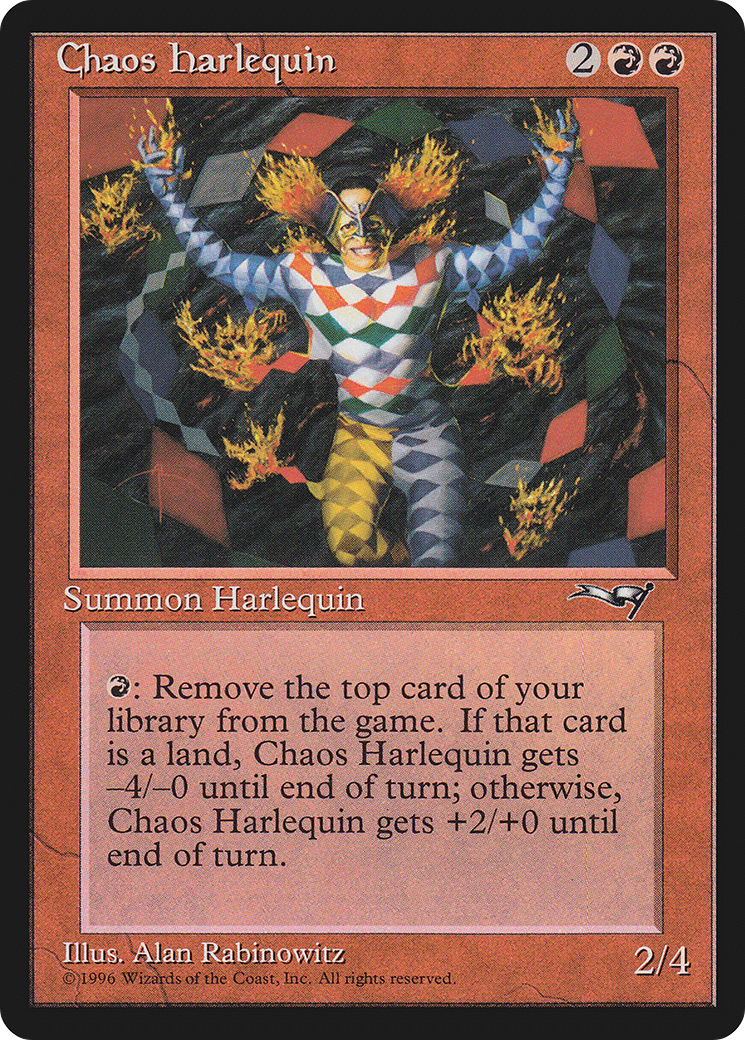 Chaos Harlequin
2
Summon Harlequin
: Remove the top card of your
library from the game. If that card
is a land, Chaos Harlequin gets
–4/–0 until end of turn; otherwise,
Chaos Harlequin gets +2/+0 until
end of turn.
Illus. Alan Rabinowitz
©1996 Wizards of the Coast, Inc. All rights reserved.
2/4